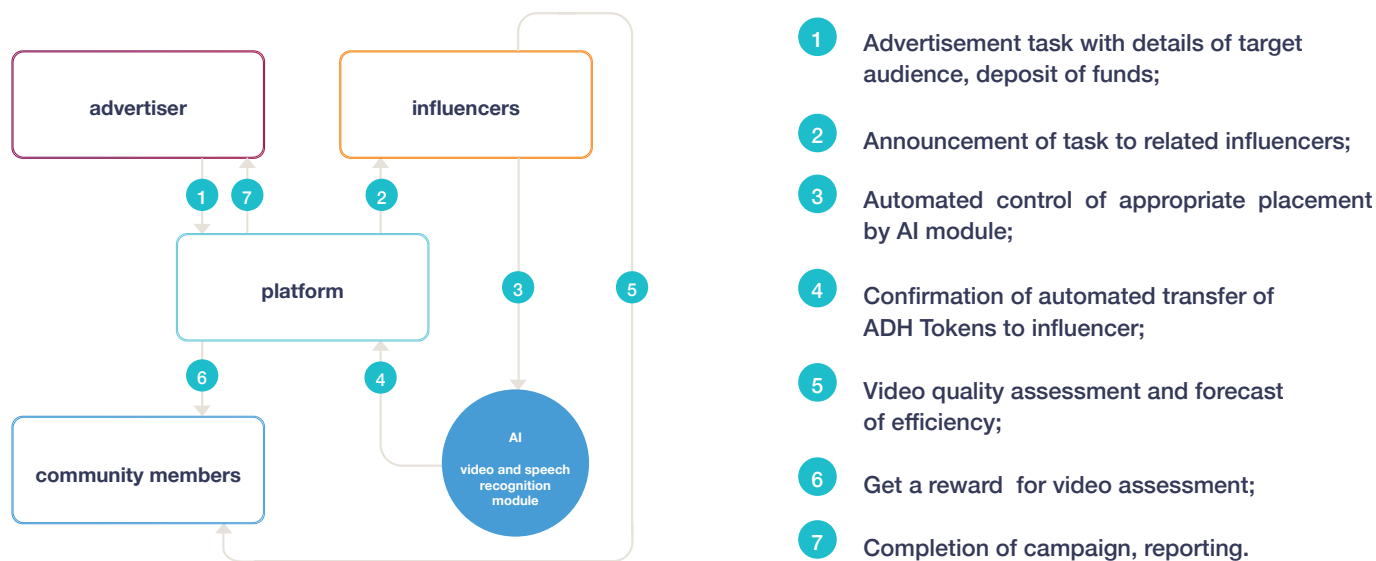 advertiser
influencers
1
7
2
platform
3
5
6
4
community members
AI
video and speech
recognition
module
1
Advertisement task with details of target
audience, deposit of funds;
2
Announcement of task to related influencers;
3
Automated control of appropriate placement
by AI module;
4
Confirmation of automated transfer of
ADH Tokens to influencer;
5
Video quality assessment and forecast
of efficiency;
6
Get a reward for video assessment;
7
Completion of campaign, reporting.